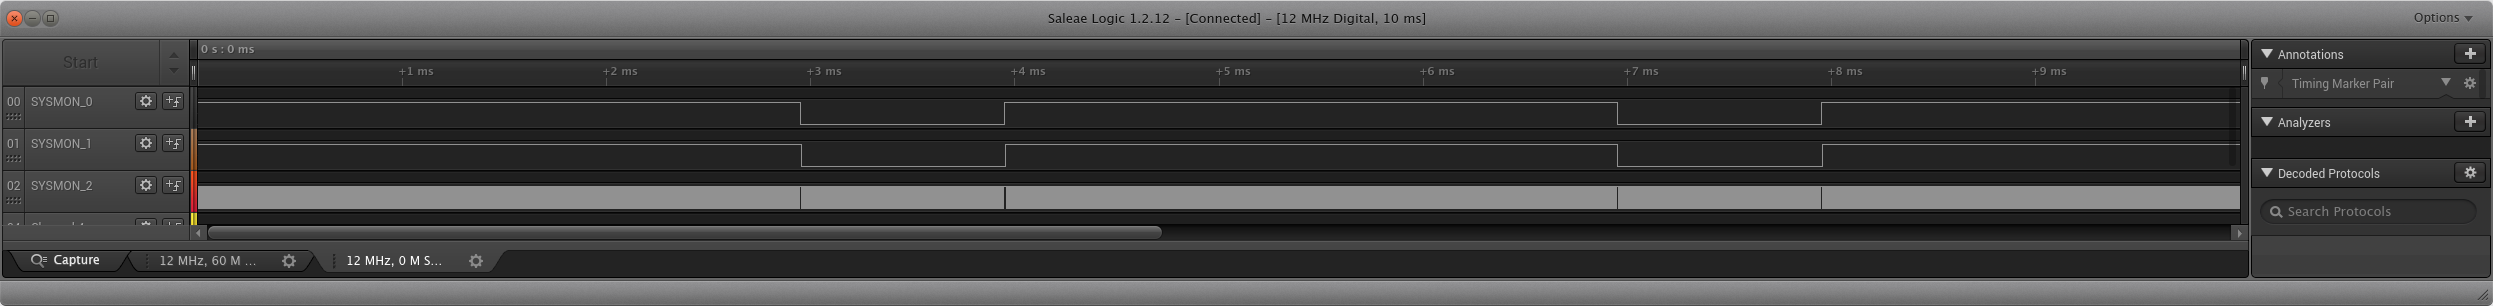 Saleae Logic 1.2.12 - [Connected] - [12 MHz Digital, 10 ms]
Options
Start
0 s : 0 ms
+1 ms +2 ms +3 ms +4 ms +5 ms +6 ms +7 ms +8 ms +9 ms
00 SYSMON_0
01 SYSMON_1
02 SYSMON_2
Annotations
Timing Marker Pair
Analyzers
Decoded Protocols
Search Protocols
Capture
12 MHz, 60 M ...
12 MHz, 0 M S...